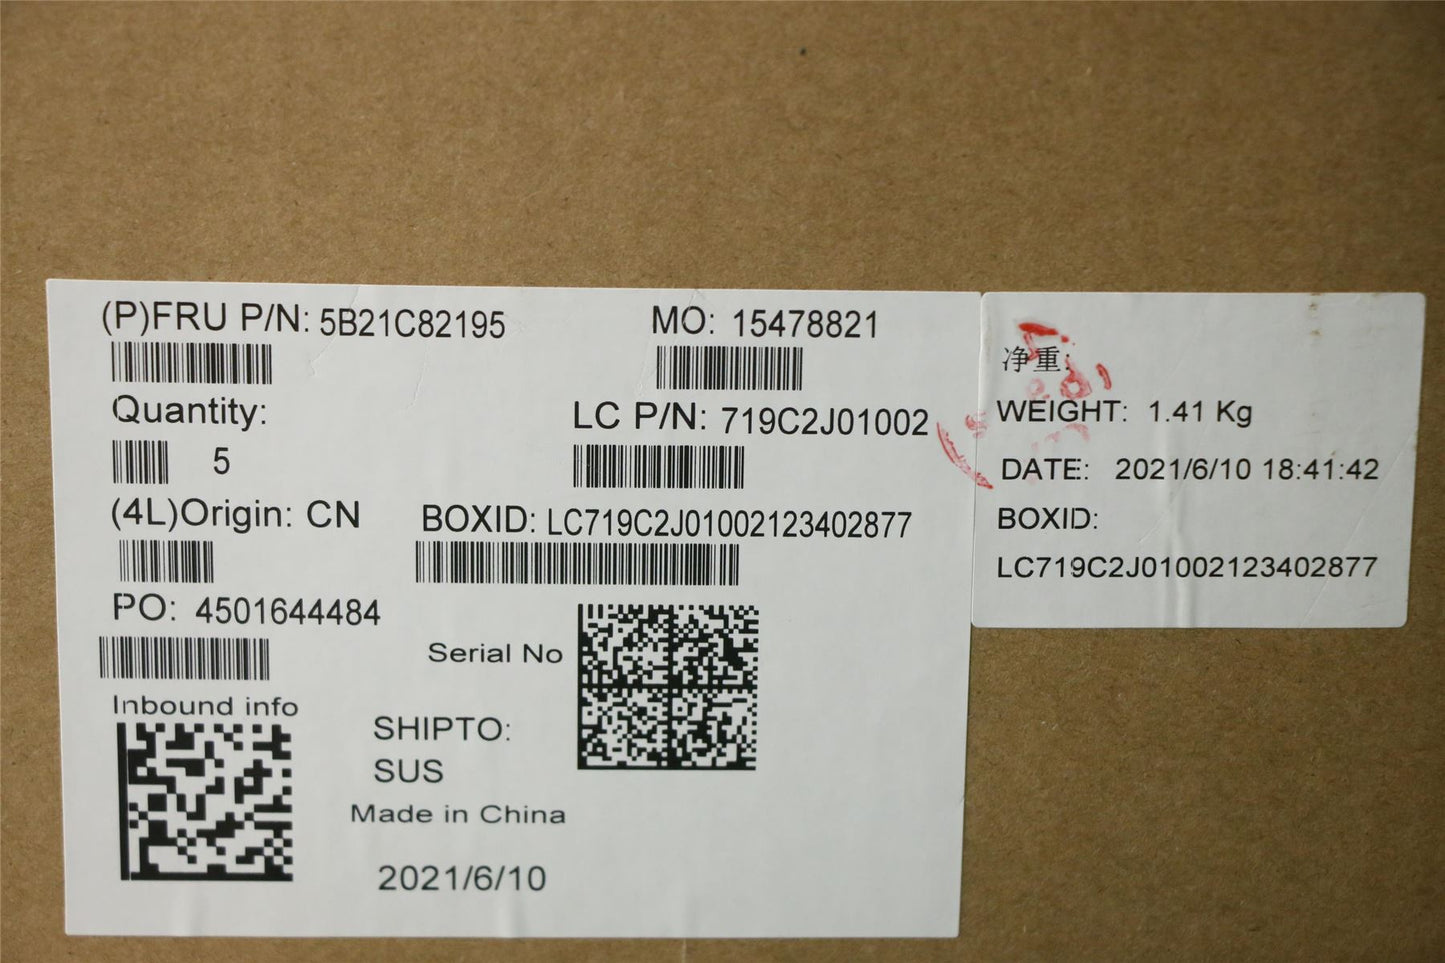 (P)FRU P/N: 5B21C82195
MO: 15478821
Quantity:
5
LC P/N: 719C2J01002
(4L)Origin: CN
BOXID: LC719C2J01002123402877
PO: 4501644484
Serial No
Inbound info
SHIPTO:
SUS
Made in China
2021/6/10
净重:
WEIGHT: 1.41 Kg
DATE: 2021/6/10 18:41:42
BOXID:
LC719C2J01002123402877